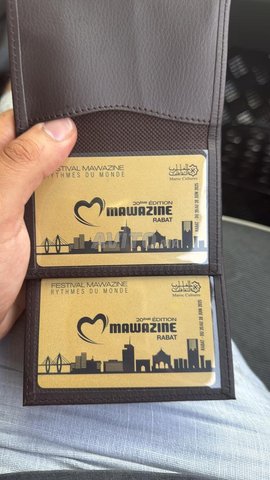 FESTIVAL MAWAZINE
RYTHMES DU MONDE
Maroc Cultures
20ème ÉDITION
MAWAZINE
RABAT
FESTIVAL MAWAZINE
RYTHMES DU MONDE
Maroc Cultures
20ème ÉDITION
MAWAZINE
RABAT